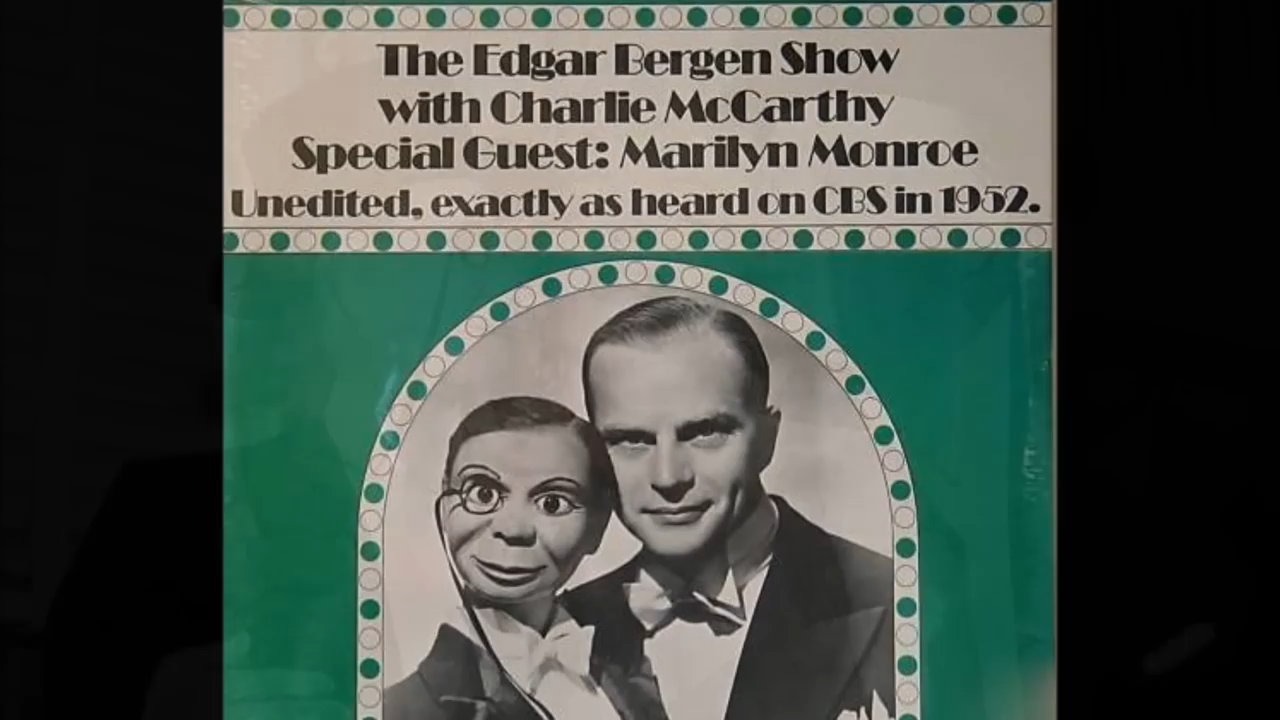 The Edgar Bergen Show
with Charlie McCarthy
Special Guest: Marilyn Monroe
Unedited, exactly as heard on CBS in 1952.